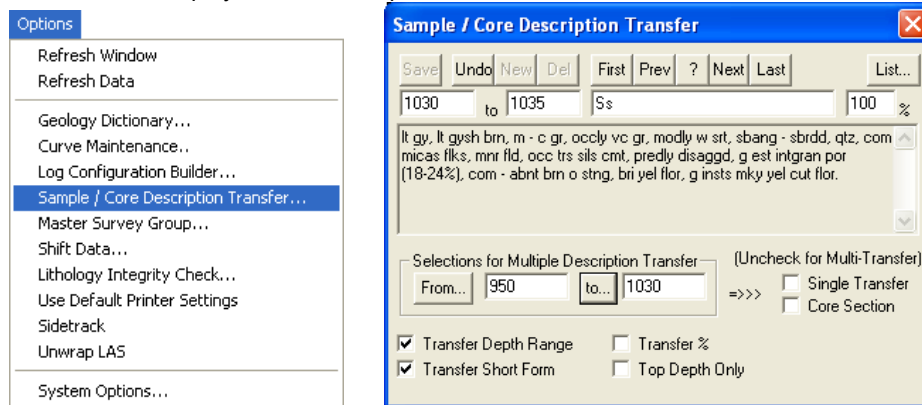 Options
Refresh Window
Refresh Data
Geology Dictionary...
Curve Maintenance..
Log Configuration Builder...
Sample / Core Description Transfer...
Master Survey Group...
Shift Data...
Lithology Integrity Check...
Use Default Printer Settings
Sidetrack
Unwrap LAS
System Options...
Sample / Core Description Transfer
Save Undo New Del First Prev ? Next Last List...
1030 to 1035 Ss 100 %
lt gy, lt gysh brn, m - c gr, occly vc gr, modly w srt, sbang - sbrdd, qtz, com
micas flks, mnr fld, occ trs sils cmt, predly disaggd, g est intgran por
(18-24%), com - abnt brn o stng, bri yel flor, g insts mky yel cut flor.
Selections for Multiple Description Transfer (Uncheck for Multi-Transfer)
From... 950 to... 1030 =>>> Single Transfer
Core Section
Transfer Depth Range Transfer %
Transfer Short Form Top Depth Only